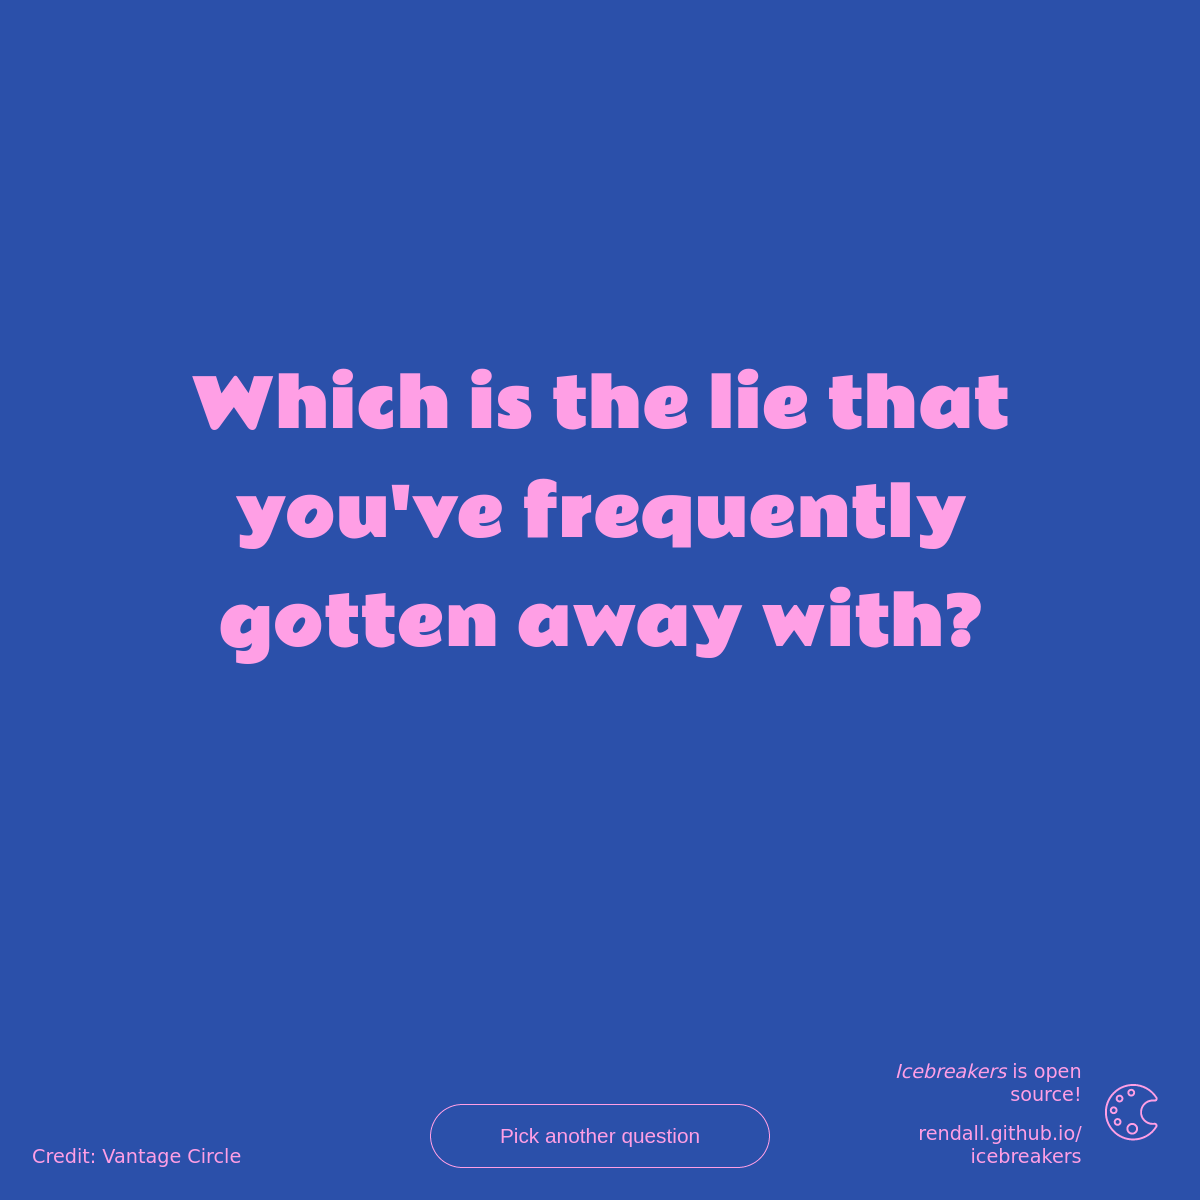 Which is the lie that
you've frequently
gotten away with?
Icebreakers is open
source!
rendall.github.io/
icebreakers
Pick another question
Credit: Vantage Circle